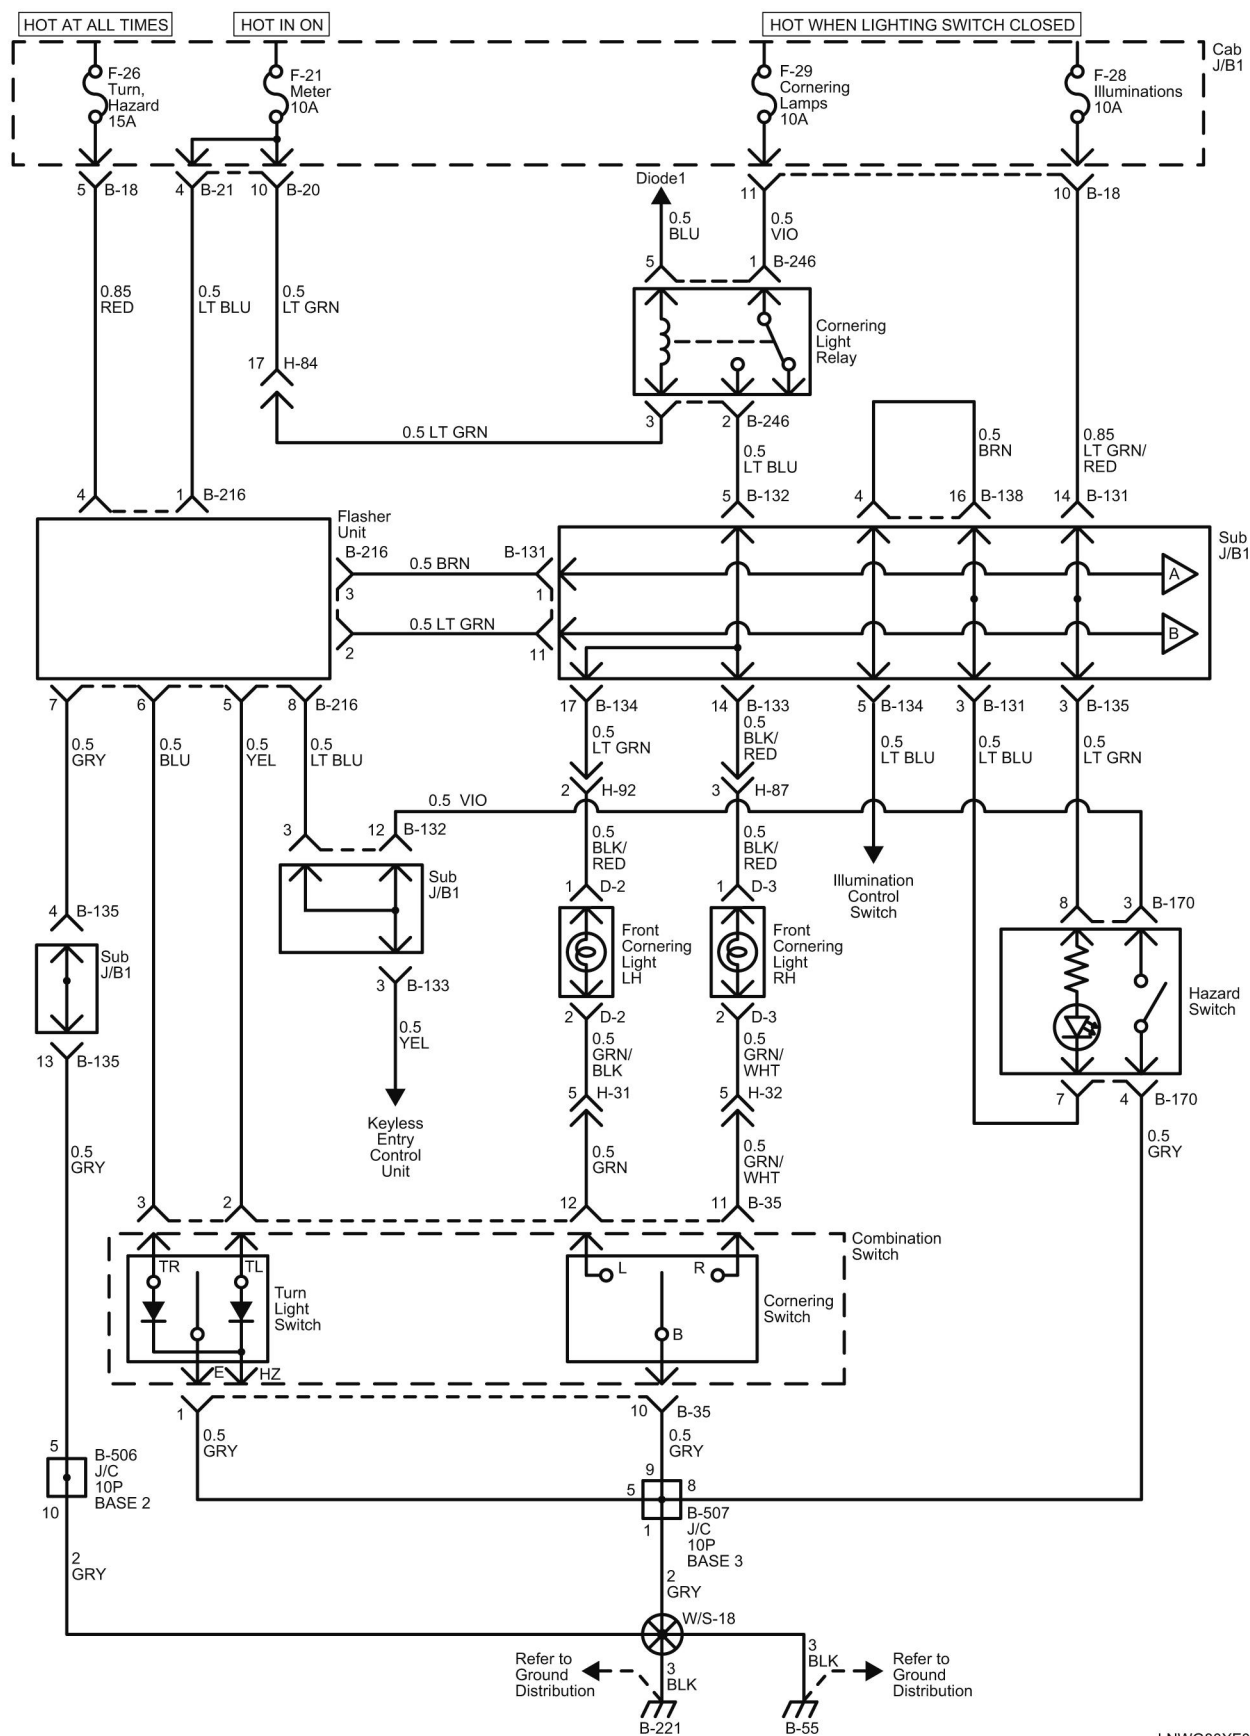 HOT AT ALL TIMES
HOT IN ON
HOT WHEN LIGHTING SWITCH CLOSED
Cab
J/B1
F-26
Turn,
Hazard
15A
F-21
Meter
10A
F-29
Cornering
Lamps
10A
F-28
Illuminations
10A
5
B-18
4
B-21
10
B-20
Diode1
11
10
B-18
0.5
BLU
0.5
VIO
5
1
B-246
0.85
RED
0.5
LT BLU
0.5
LT GRN
Cornering
Light
Relay
17
H-84
3
2
B-246
0.5 LT GRN
0.5
LT BLU
0.5
BRN
0.85
LT GRN/
RED
4
1
B-216
5
B-132
4
16
B-138
14
B-131
Flasher
Unit
Sub
J/B1
B-216
0.5 BRN
B-131
3
1
A
0.5 LT GRN
2
11
B
7
6
5
8
B-216
17
B-134
14
B-133
5
B-134
3
B-131
3
B-135
0.5
GRY
0.5
BLU
0.5
YEL
0.5
LT BLU
0.5
LT GRN
0.5
BLK/
RED
0.5
LT BLU
0.5
LT BLU
0.5
LT GRN
2
H-92
3
H-87
0.5 VIO
3
12
B-132
0.5
BLK/
RED
0.5
BLK/
RED
Sub
J/B1
1
D-2
1
D-3
Illumination
Control
Switch
4
B-135
8
3
B-170
Sub
J/B1
Front
Cornering
Light
LH
Front
Cornering
Light
RH
Hazard
Switch
3
B-133
2
D-2
2
D-3
0.5
YEL
0.5
GRN/
BLK
0.5
GRN/
WHT
13
B-135
5
H-31
5
H-32
7
4
B-170
Keyless
Entry
Control
Unit
0.5
GRY
0.5
GRN
0.5
GRN/
WHT
0.5
GRY
3
2
12
11
B-35
Combination
Switch
TR
TL
L
R
Turn
Light
Switch
Cornering
Switch
B
E
HZ
1
10
B-35
0.5
GRY
0.5
GRY
5
B-506
J/C
10P
BASE 2
10
9
5
8
1
B-507
J/C
10P
BASE 3
2
GRY
2
GRY
W/S-18
Refer to
Ground
Distribution
3
BLK
3
BLK
Refer to
Ground
Distribution
B-221
B-55